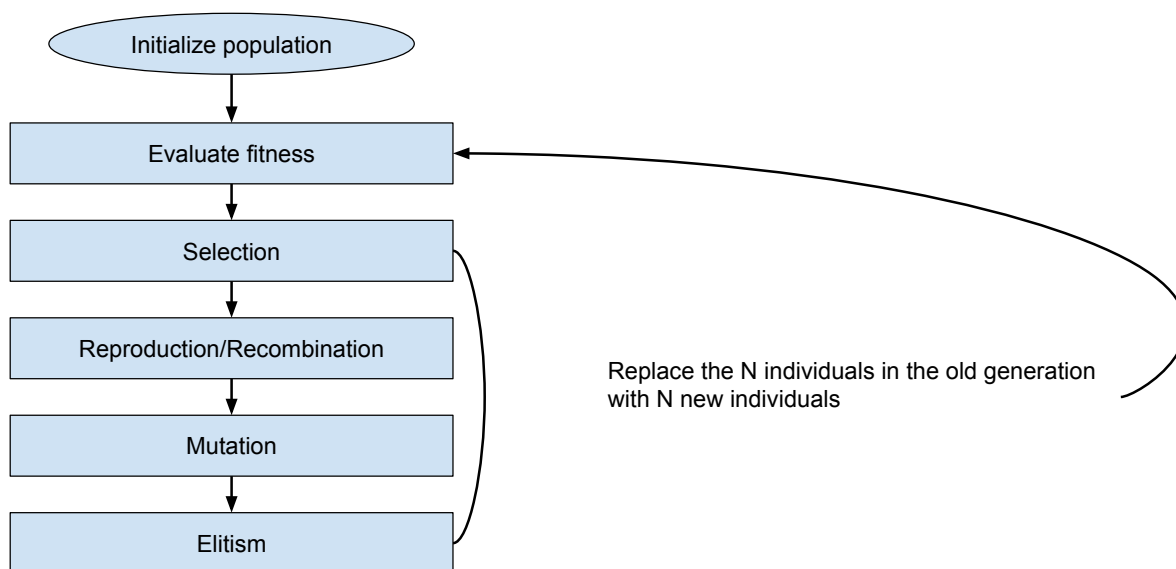 Initialize population
Evaluate fitness
Selection
Reproduction/Recombination
Mutation
Elitism
Replace the N individuals in the old generation
with N new individuals